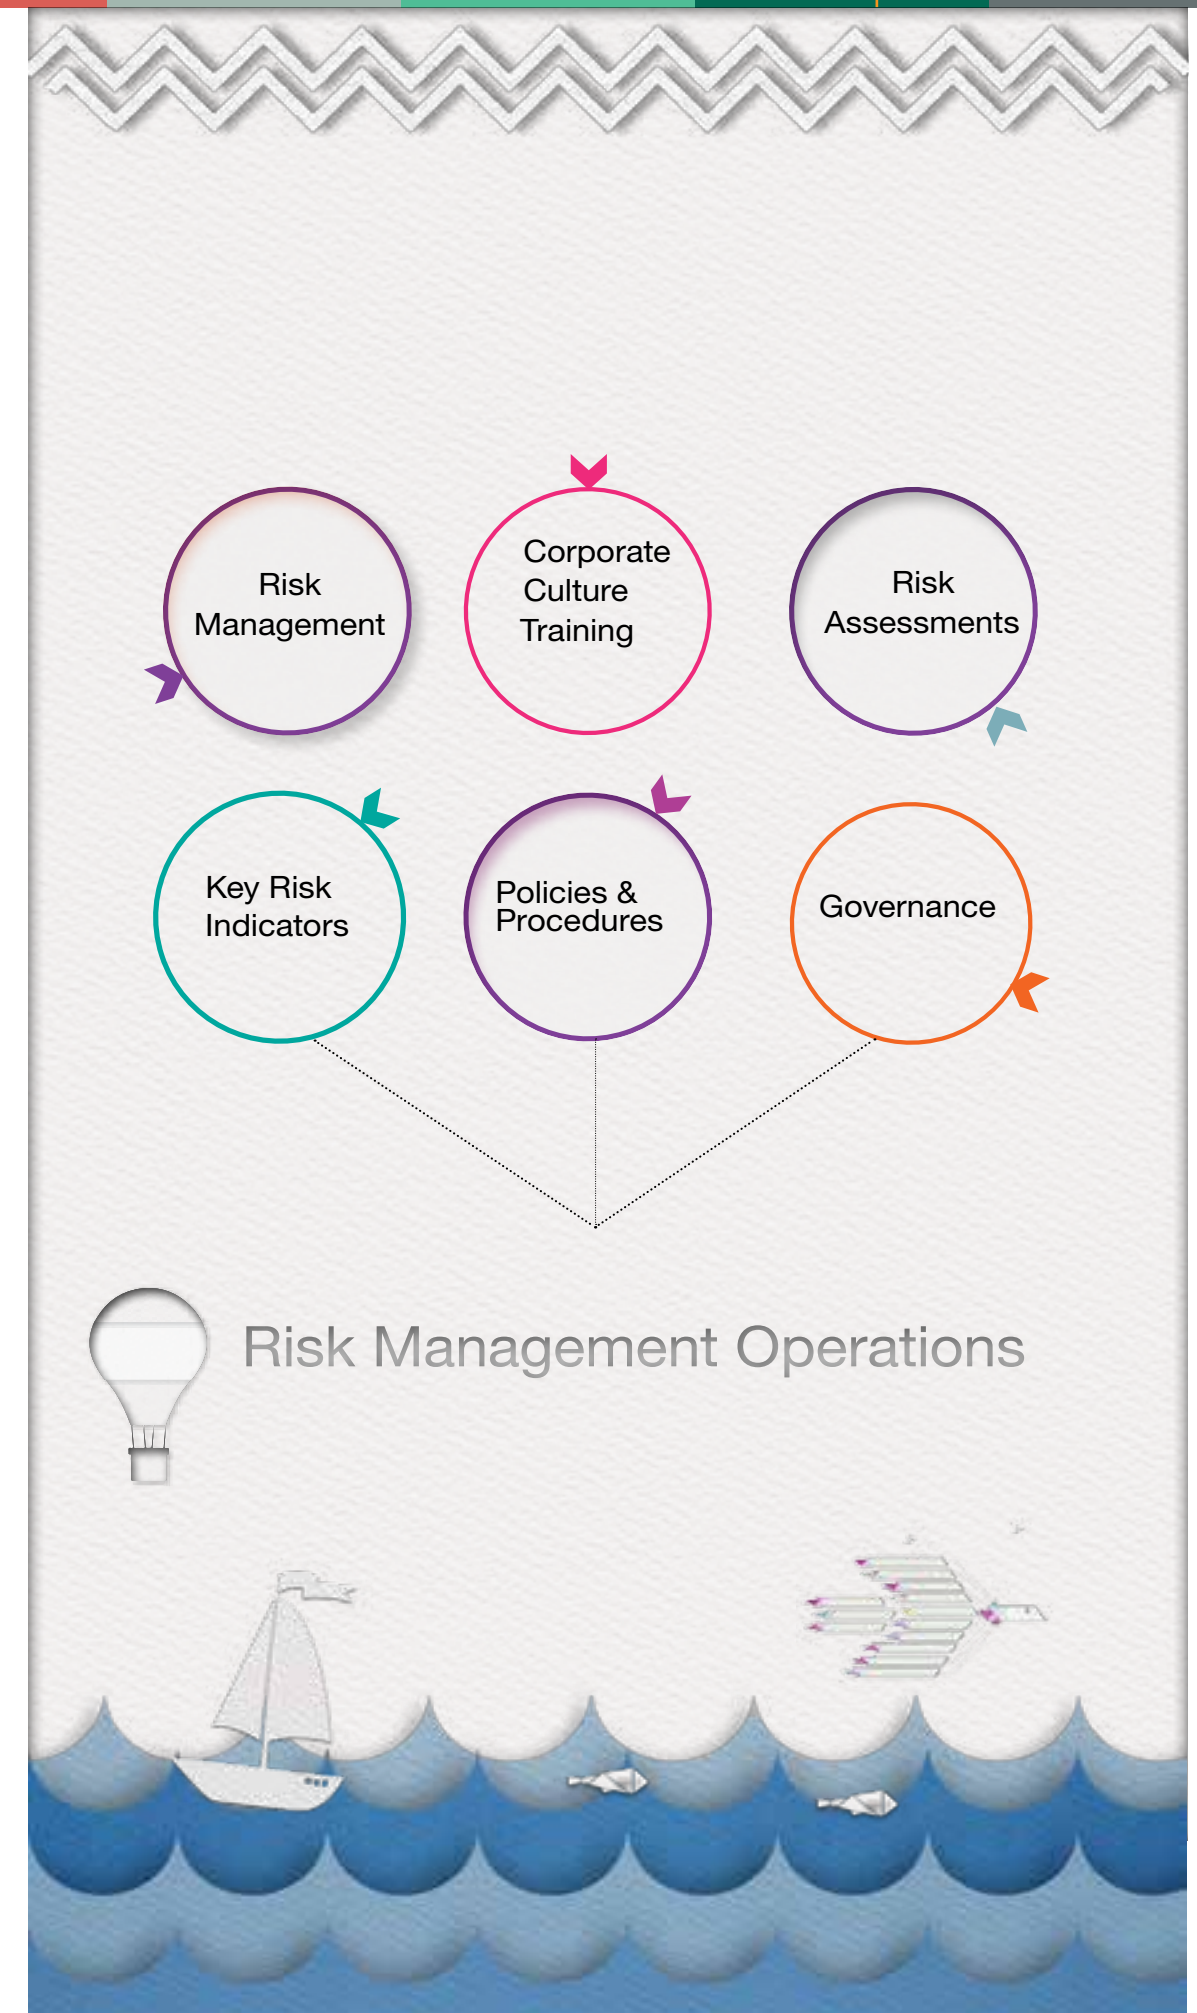 Risk
Management
Corporate
Culture
Training
Risk
Assessments
Key Risk
Indicators
Policies &
Procedures
Governance
Risk Management Operations